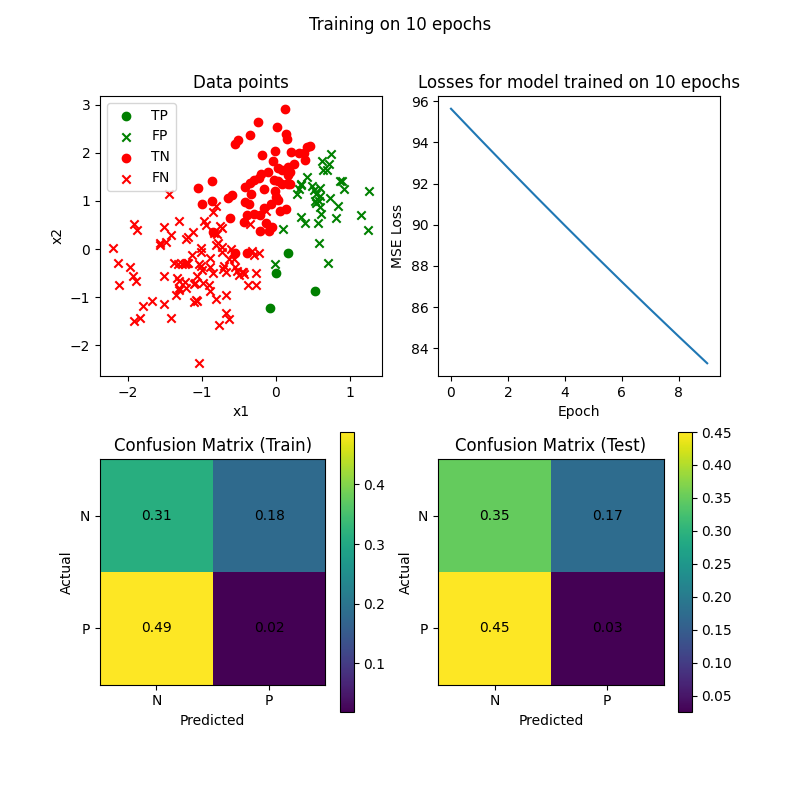 Training on 10 epochs
Data points
TP
FP
TN
FN
3
2
1
0
−1
−2
x2
−2
−1
0
1
x1
Losses for model trained on 10 epochs
96
94
92
90
88
86
84
MSE Loss
0
2
4
6
8
Epoch
Confusion Matrix (Train)
N
0.31
0.18
P
0.49
0.02
Actual
N
P
Predicted
0.4
0.3
0.2
0.1
Confusion Matrix (Test)
N
0.35
0.17
P
0.45
0.03
Actual
N
P
Predicted
0.45
0.40
0.35
0.30
0.25
0.20
0.15
0.10
0.05